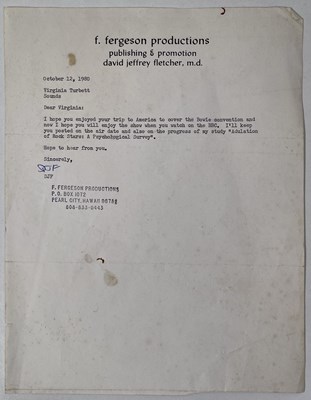 f. fergeson productions
publishing & promotion
david jeffrey fletcher, m.d.
October 12, 1980
Virginia Turbett
Sounds
Dear Virginia:
I hope you enjoyed your trip to America to cover the Bowie convention and
now I hope you will enjoy the show when you watch on the BBC. I'll keep
you posted on the air date and also on the progress of my study "Adulation
of Rock Stars: A Psychological Survey".
Hope to hear from you.
Sincerely,
DJF
DJF
F. FERGESON PRODUCTIONS
P.O. BOX 1072
PEARL CITY, HAWAII 96782